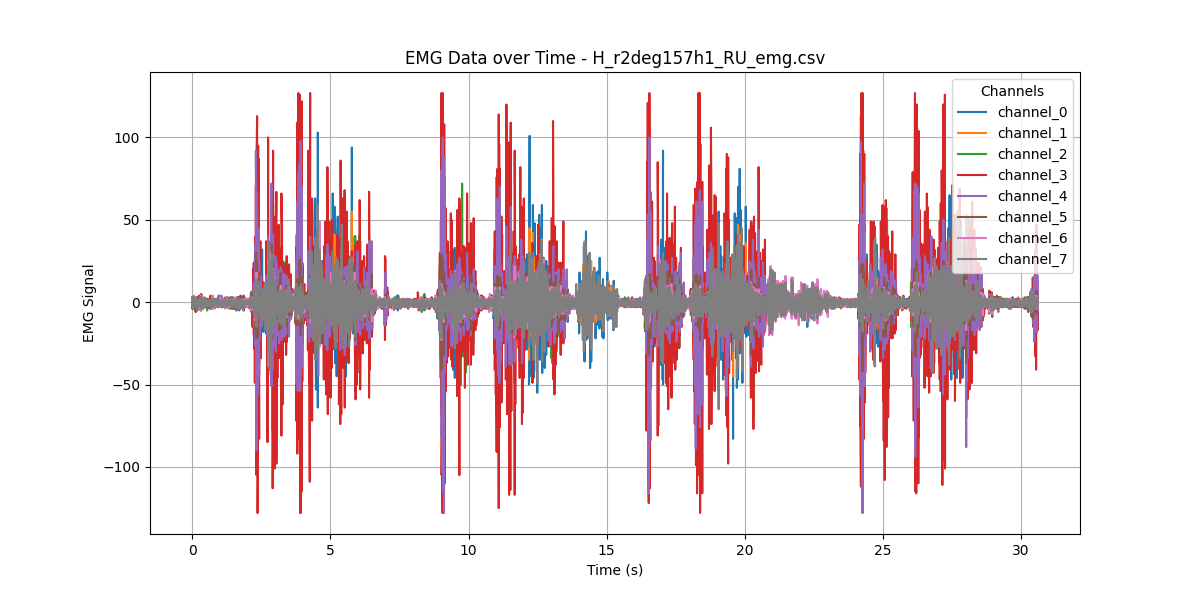 EMG Data over Time - H_r2deg157h1_RU_emg.csv
Channels
channel_0
channel_1
channel_2
channel_3
channel_4
channel_5
channel_6
channel_7
EMG Signal
100
50
0
−50
−100
0 5 10 15 20 25 30
Time (s)